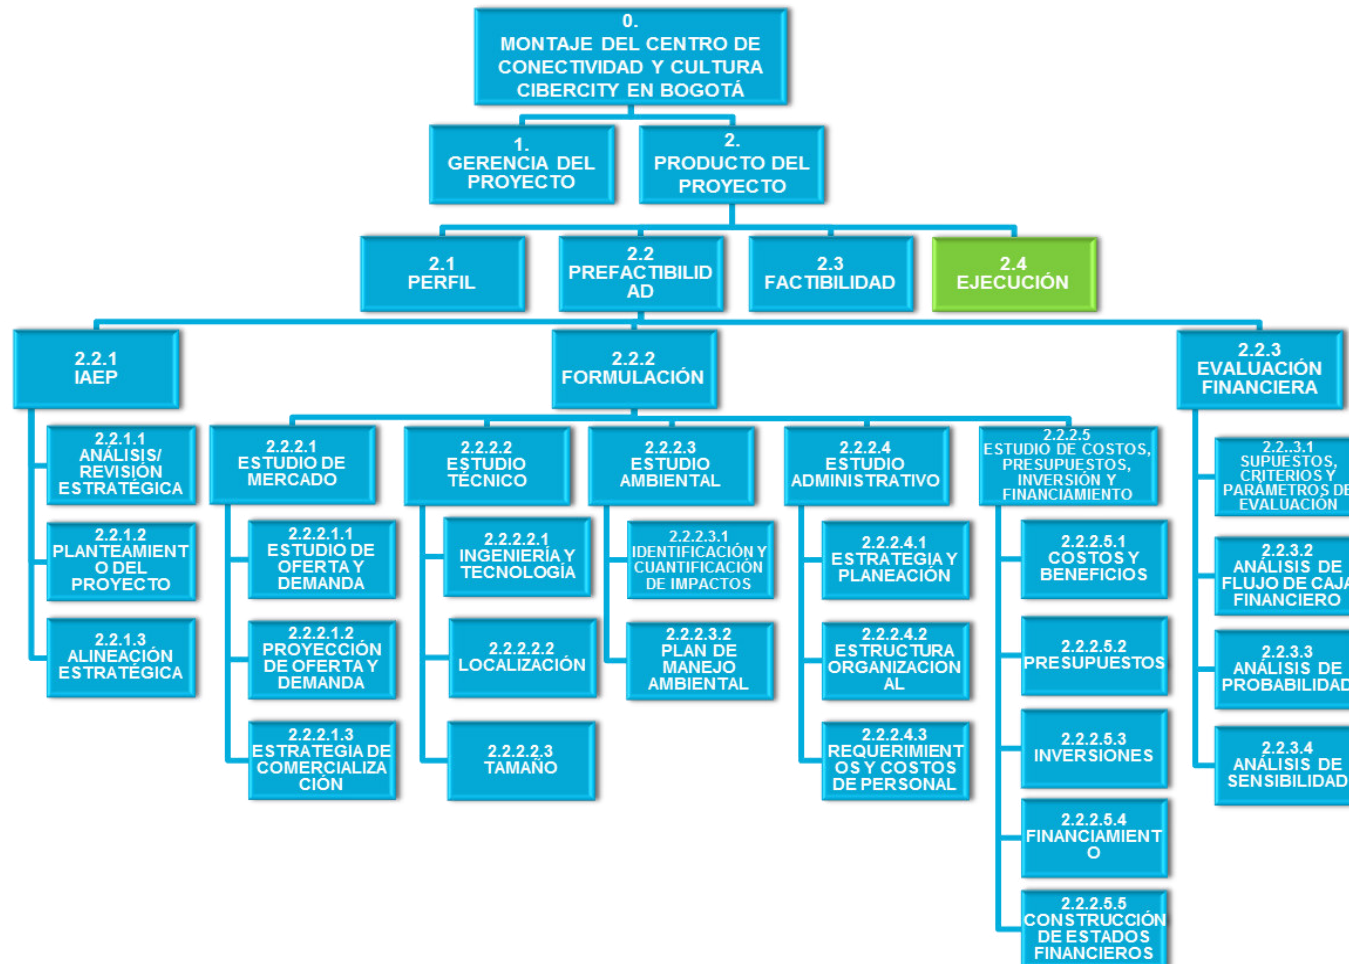 0.
MONTAJE DEL CENTRO DE
CONECTIVIDAD Y CULTURA
CIBERCITY EN BOGOTÁ
1.
GERENCIA DEL
PROYECTO
2.
PRODUCTO DEL
PROYECTO
2.1
PERFIL
2.2
PREFACTIBILID
AD
2.3
FACTIBILIDAD
2.4
EJECUCIÓN
2.2.1
IAEP
2.2.2
FORMULACIÓN
2.2.3
EVALUACIÓN
FINANCIERA
2.2.1.1
ANÁLISIS/
REVISIÓN
ESTRATÉGICA
2.2.1.2
PLANTEAMIENT
O DEL
PROYECTO
2.2.1.3
ALINEACIÓN
ESTRATÉGICA
2.2.2.1
ESTUDIO DE
MERCADO
2.2.2.1.1
ESTUDIO DE
OFERTA Y
DEMANDA
2.2.2.1.2
PROYECCIÓN
DE OFERTA Y
DEMANDA
2.2.2.1.3
ESTRATEGIA DE
COMERCIALIZA
CIÓN
2.2.2.2
ESTUDIO
TÉCNICO
2.2.2.2.1
INGENIERÍA Y
TECNOLOGÍA
2.2.2.2.2
LOCALIZACIÓN
2.2.2.2.3
TAMAÑO
2.2.2.3
ESTUDIO
AMBIENTAL
2.2.2.3.1
IDENTIFICACIÓN Y
CUANTIFICACIÓN
DE IMPACTOS
2.2.2.3.2
PLAN DE
MANEJO
AMBIENTAL
2.2.2.4
ESTUDIO
ADMINISTRATIVO
2.2.2.4.1
ESTRATEGIA Y
PLANEACIÓN
2.2.2.4.2
ESTRUCTURA
ORGANIZACION
AL
2.2.2.4.3
REQUERIMIENT
OS Y COSTOS
DE PERSONAL
2.2.2.5
ESTUDIO DE COSTOS,
PRESUPUESTOS,
INVERSIÓN Y
FINANCIAMIENTO
2.2.2.5.1
COSTOS Y
BENEFICIOS
2.2.2.5.2
PRESUPUESTOS
2.2.2.5.3
INVERSIONES
2.2.2.5.4
FINANCIAMIENT
O
2.2.2.5.5
CONSTRUCCIÓN
DE ESTADOS
FINANCIEROS
2.2..3.1
SUPUESTOS,
CRITERIOS Y
PARÁMETROS DE
EVALUACIÓN
2.2.3.2
ANÁLISIS DE
FLUJO DE CAJA
FINANCIERO
2.2.3.3
ANÁLISIS DE
PROBABILIDAD
2.2.3.4
ANÁLISIS DE
SENSIBILIDAD